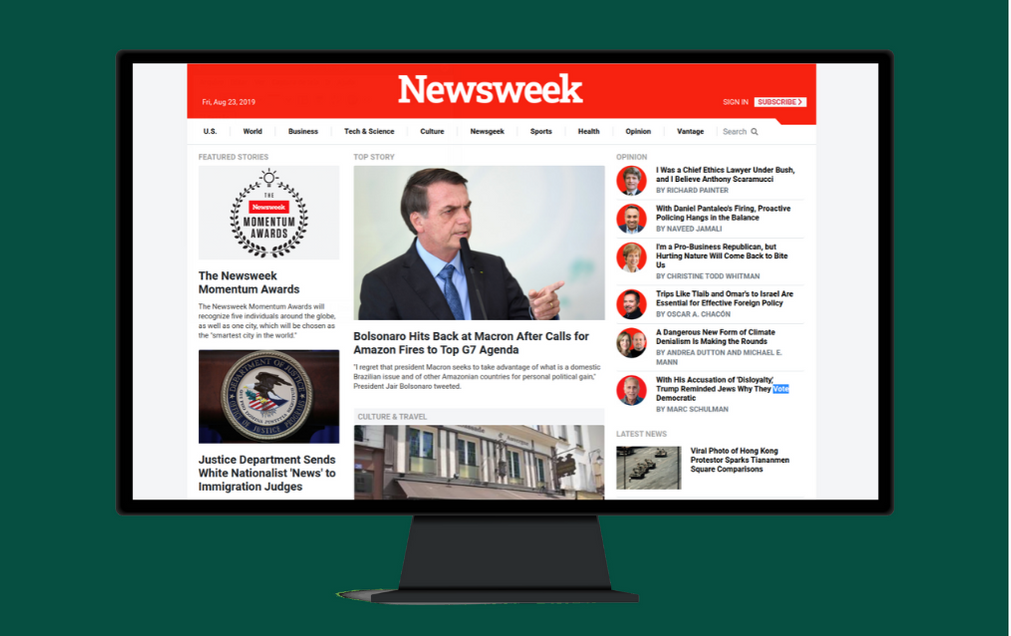 Newsweek
Fri, Aug 23, 2019
SIGN IN
SUBSCRIBE >
U.S.
World
Business
Tech & Science
Culture
Newsgeek
Sports
Health
Opinion
Vantage
Search
FEATURED STORIES
THE
Newsweek
MOMENTUM
AWARDS
The Newsweek
Momentum Awards
The Newsweek Momentum Awards will
recognize five individuals around the globe,
as well as one city, which will be chosen as
the "smartest city in the world."
DEPARTMENT OF JUSTICE
Justice Department Sends
White Nationalist 'News' to
Immigration Judges
TOP STORY
Bolsonaro Hits Back at Macron After Calls for
Amazon Fires to Top G7 Agenda
"I regret that president Macron seeks to take advantage of what is a domestic
Brazilian issue and of other Amazonian countries for personal political gain,"
President Jair Bolsonaro tweeted.
CULTURE & TRAVEL
OPINION
I Was a Chief Ethics Lawyer Under Bush,
and I Believe Anthony Scaramucci
BY RICHARD PAINTER
With Daniel Pantaleo's Firing, Proactive
Policing Hangs in the Balance
BY NAVEED JAMALI
I'm a Pro-Business Republican, but
Hurting Nature Will Come Back to Bite
Us
BY CHRISTINE TODD WHITMAN
Trips Like Tlaib and Omar's to Israel Are
Essential for Effective Foreign Policy
BY OSCAR A. CHACÓN
A Dangerous New Form of Climate
Denialism Is Making the Rounds
BY ANDREA DUTTON AND MICHAEL E.
MANN
With His Accusation of 'Disloyalty,'
Trump Reminded Jews Why They Vote
Democratic
BY MARC SCHULMAN
LATEST NEWS
Viral Photo of Hong Kong
Protestor Sparks Tiananmen
Square Comparisons